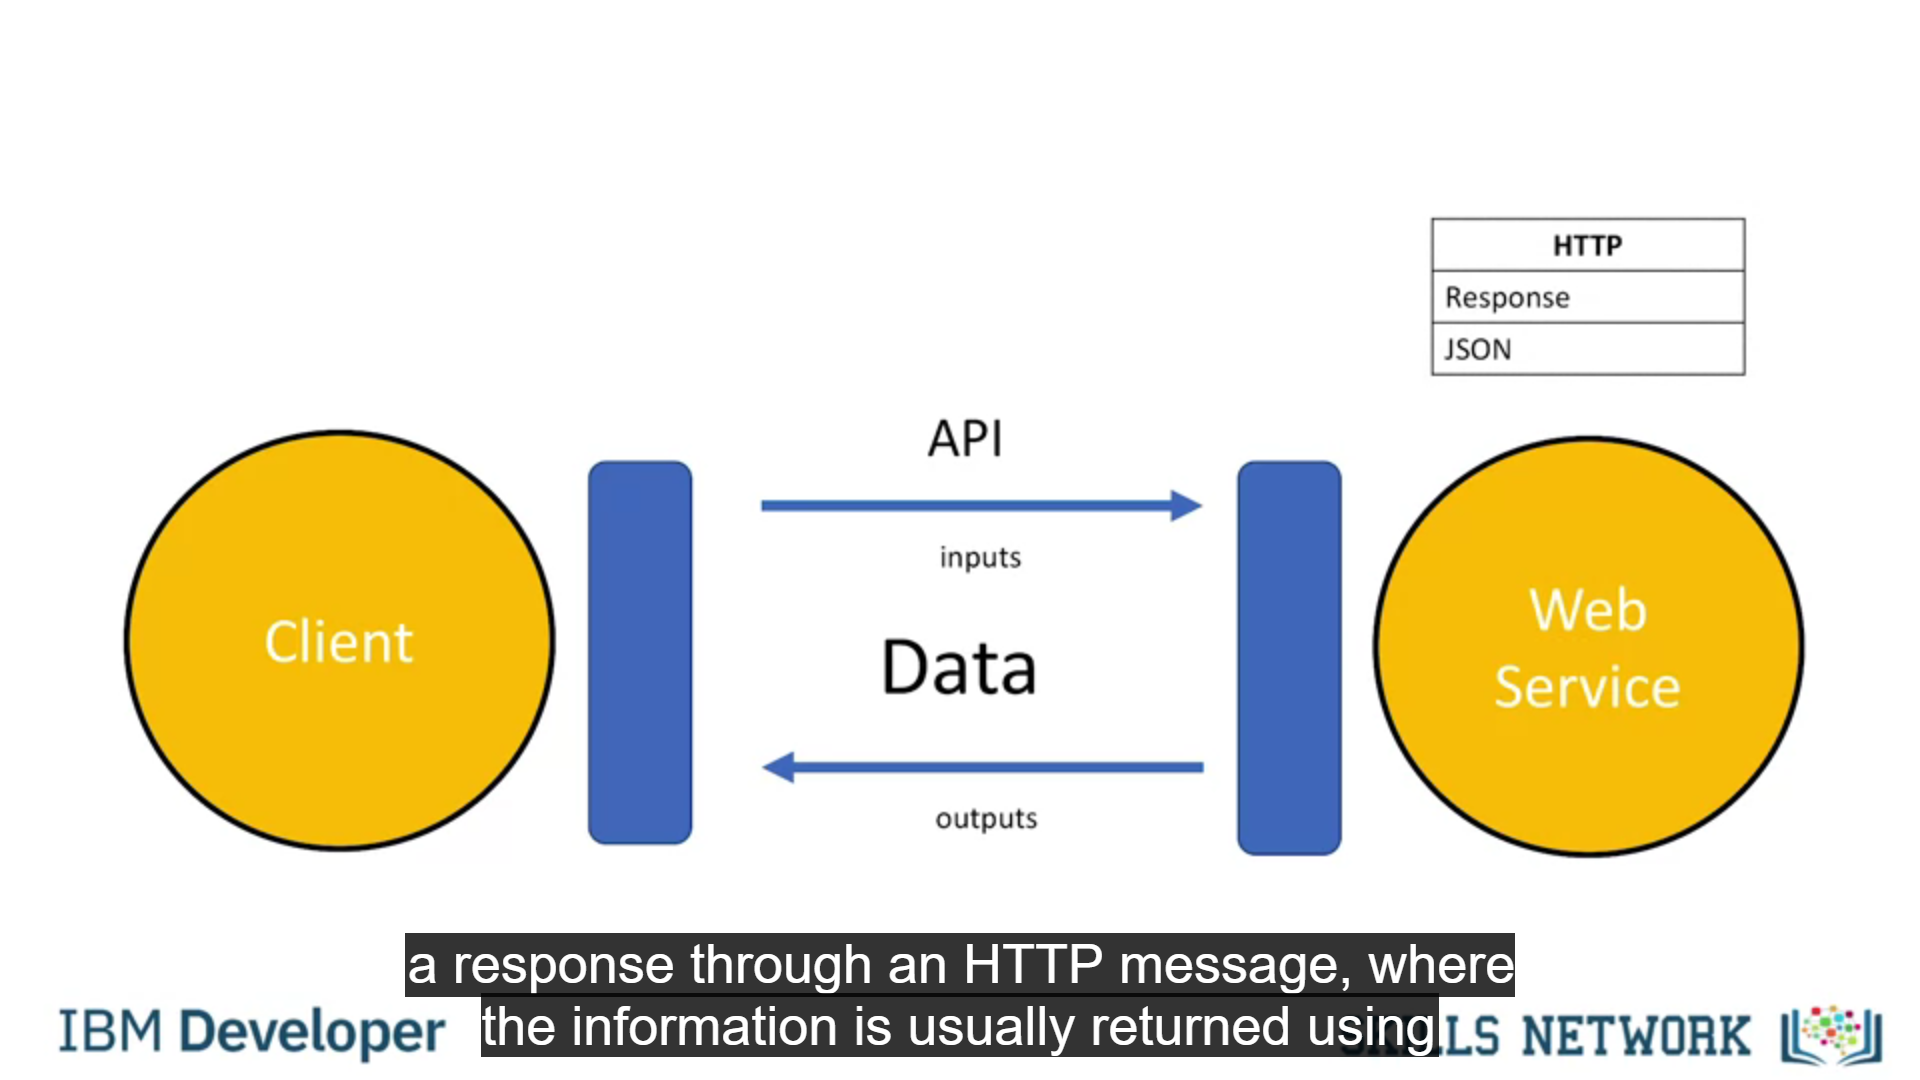 HTTP
Response
JSON
API
inputs
Client
Data
Web
Service
outputs
a response through an HTTP message, where
the information is usually returned using
IBM Developer
SKILLS NETWORK